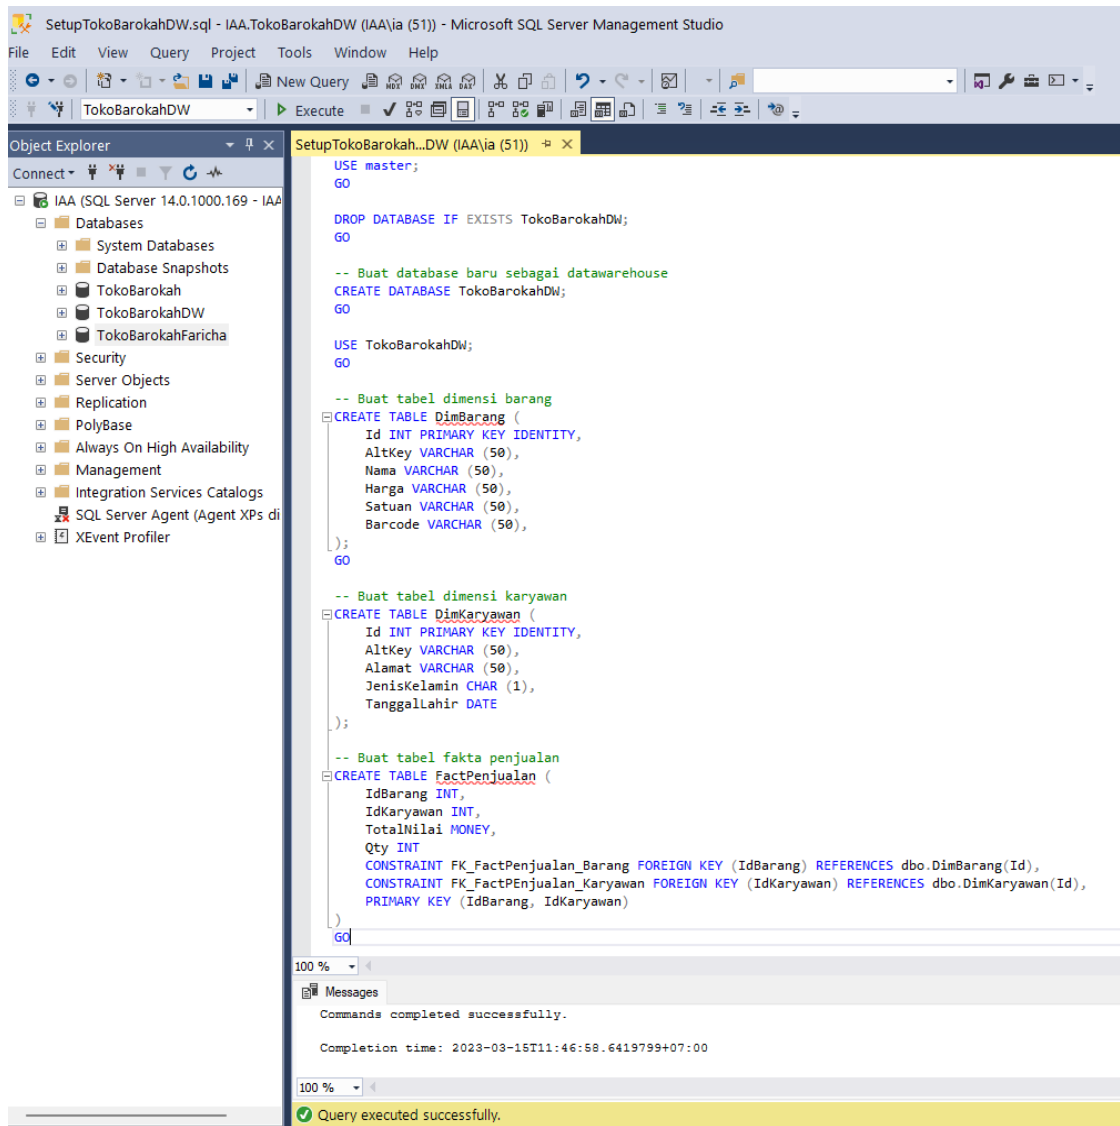 SetupTokoBarokahDW.sql - IAA.TokoBarokahDW (IAA\ia (51)) - Microsoft SQL Server Management Studio
File Edit View Query Project Tools Window Help
New Query MDX DMX XMLA DAX
TokoBarokahDW Execute
Object Explorer
Connect
IAA (SQL Server 14.0.1000.169 - IAA
Databases
System Databases
Database Snapshots
TokoBarokah
TokoBarokahDW
TokoBarokahFaricha
Security
Server Objects
Replication
PolyBase
Always On High Availability
Management
Integration Services Catalogs
SQL Server Agent (Agent XPs di
XEvent Profiler
SetupTokoBarokah...DW (IAA\ia (51))
USE master;
GO
DROP DATABASE IF EXISTS TokoBarokahDW;
GO
-- Buat database baru sebagai datawarehouse
CREATE DATABASE TokoBarokahDW;
GO
USE TokoBarokahDW;
GO
-- Buat tabel dimensi barang
CREATE TABLE DimBarang (
Id INT PRIMARY KEY IDENTITY,
AltKey VARCHAR (50),
Nama VARCHAR (50),
Harga VARCHAR (50),
Satuan VARCHAR (50),
Barcode VARCHAR (50),
);
GO
-- Buat tabel dimensi karyawan
CREATE TABLE DimKaryawan (
Id INT PRIMARY KEY IDENTITY,
AltKey VARCHAR (50),
Alamat VARCHAR (50),
JenisKelamin CHAR (1),
TanggalLahir DATE
);
-- Buat tabel fakta penjualan
CREATE TABLE FactPenjualan (
IdBarang INT,
IdKaryawan INT,
TotalNilai MONEY,
Qty INT
CONSTRAINT FK_FactPenjualan_Barang FOREIGN KEY (IdBarang) REFERENCES dbo.DimBarang(Id),
CONSTRAINT FK_FactPEnjualan_Karyawan FOREIGN KEY (IdKaryawan) REFERENCES dbo.DimKaryawan(Id),
PRIMARY KEY (IdBarang, IdKaryawan)
)
GO
100 %
Messages
Commands completed successfully.
Completion time: 2023-03-15T11:46:58.6419799+07:00
100 %
Query executed successfully.